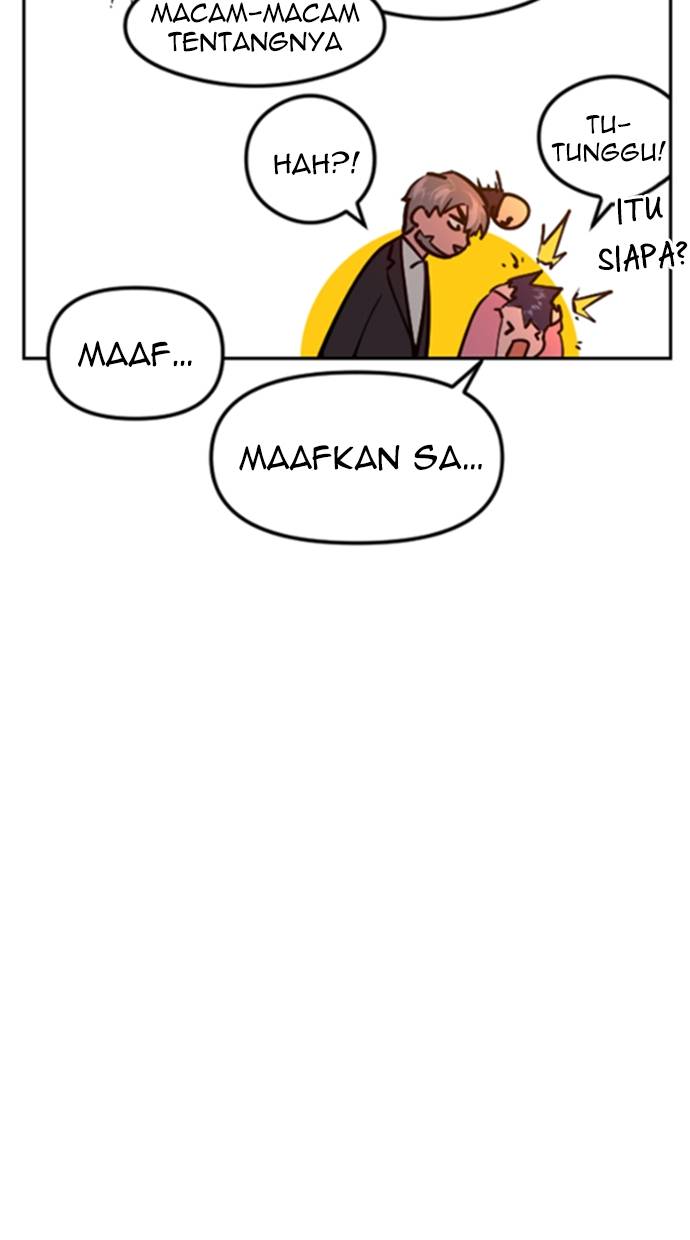 MACAM-MACAM
TENTANGNYA
HAH?!
TU-
TUNGGU!
ITU
SIAPA?
MAAF...
MAAFKAN SA...